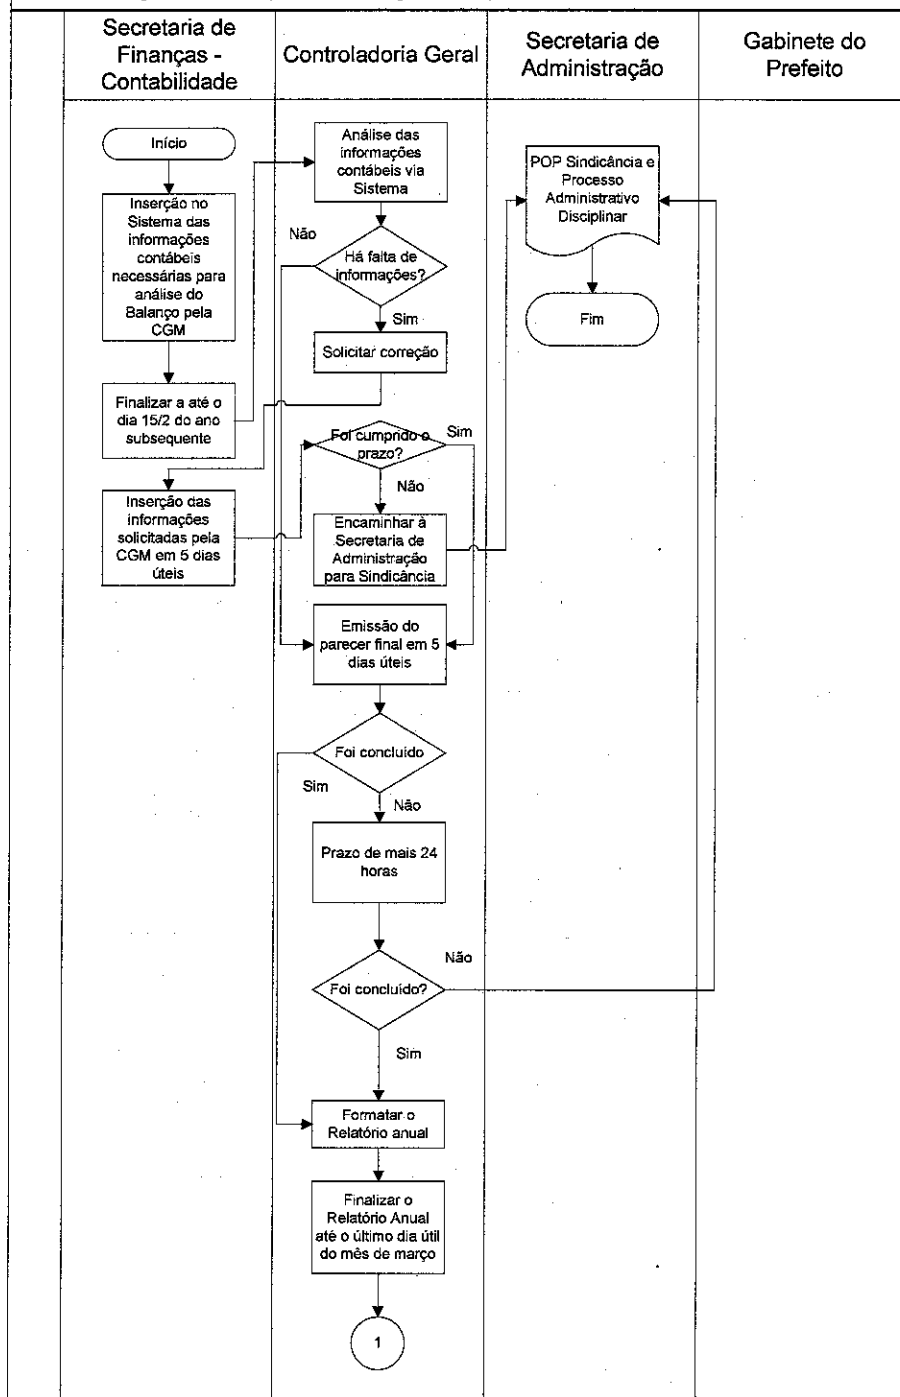 Secretaria de
Finanças -
Contabilidade
Controladoria Geral
Secretaria de
Administração
Gabinete do
Prefeito
Início
Inserção no
Sistema das
informações
contábeis
necessárias para
análise do
Balanço pela
CGM
Finalizar a até o
dia 15/2 do ano
subsequente
Inserção das
informações
solicitadas pela
CGM em 5 dias
úteis
Análise das
informações
contábeis via
Sistema
Não
Há falta de
informações?
Sim
Solicitar correção
Foi cumprido o
prazo?
Sim
Não
Encaminhar à
Secretaria de
Administração
para Sindicância
Emissão do
parecer final em 5
dias úteis
Foi concluído
Sim
Não
Prazo de mais 24
horas
Não
Foi concluído?
Sim
Formatar o
Relatório anual
Finalizar o
Relatório Anual
até o último dia útil
do mês de março
1
POP Sindicância e
Processo
Administrativo
Disciplinar
Fim